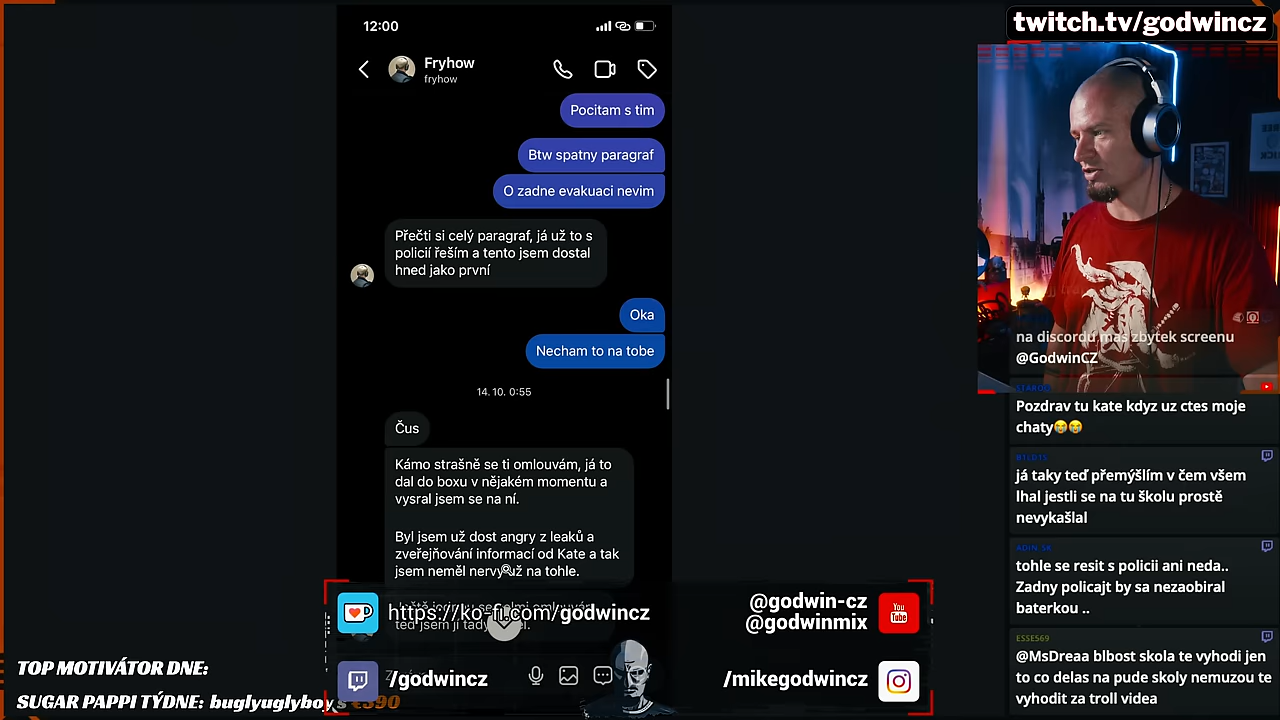 twitch.tv/godwincz
12:00
Fryhow
fryhow
Pocitam s tim
Btw spatny paragraf
O zadne evakuaci nevim
Přečti si celý paragraf, já už to s
policií řeším a tento jsem dostal
hned jako první
Oka
Necham to na tobe
14. 10. 0:55
Čus
Kámo strašně se ti omlouvám, já to
dal do boxu v nějakém momentu a
vysral jsem se na ní.
Byl jsem už dost angry z leaků a
zveřejňování informací od Kate a tak
jsem neměl nervy už na tohle.
https://ko-fi.com/godwincz
/godwincz
@godwin-cz
@godwinmix
You
Tube
/mikegodwincz
TOP MOTIVÁTOR DNE:
SUGAR PAPPI TÝDNE: buglyuglyboy's €390
na discordu mas zbytek screenu
@GodwinCZ
Pozdrav tu kate kdyz uz ctes moje
chaty😂😂
já taky teď přemýšlím v čem všem
lhal jestli se na tu školu prostě
nevykašlal
ADIN_SK
tohle se resit s policii ani neda..
Zadny policajt by sa nezaobiral
baterkou ..
ESSE569
@MsDreaa blbost skola te vyhodi jen
to co delas na pude skoly nemuzou te
vyhodit za troll videa